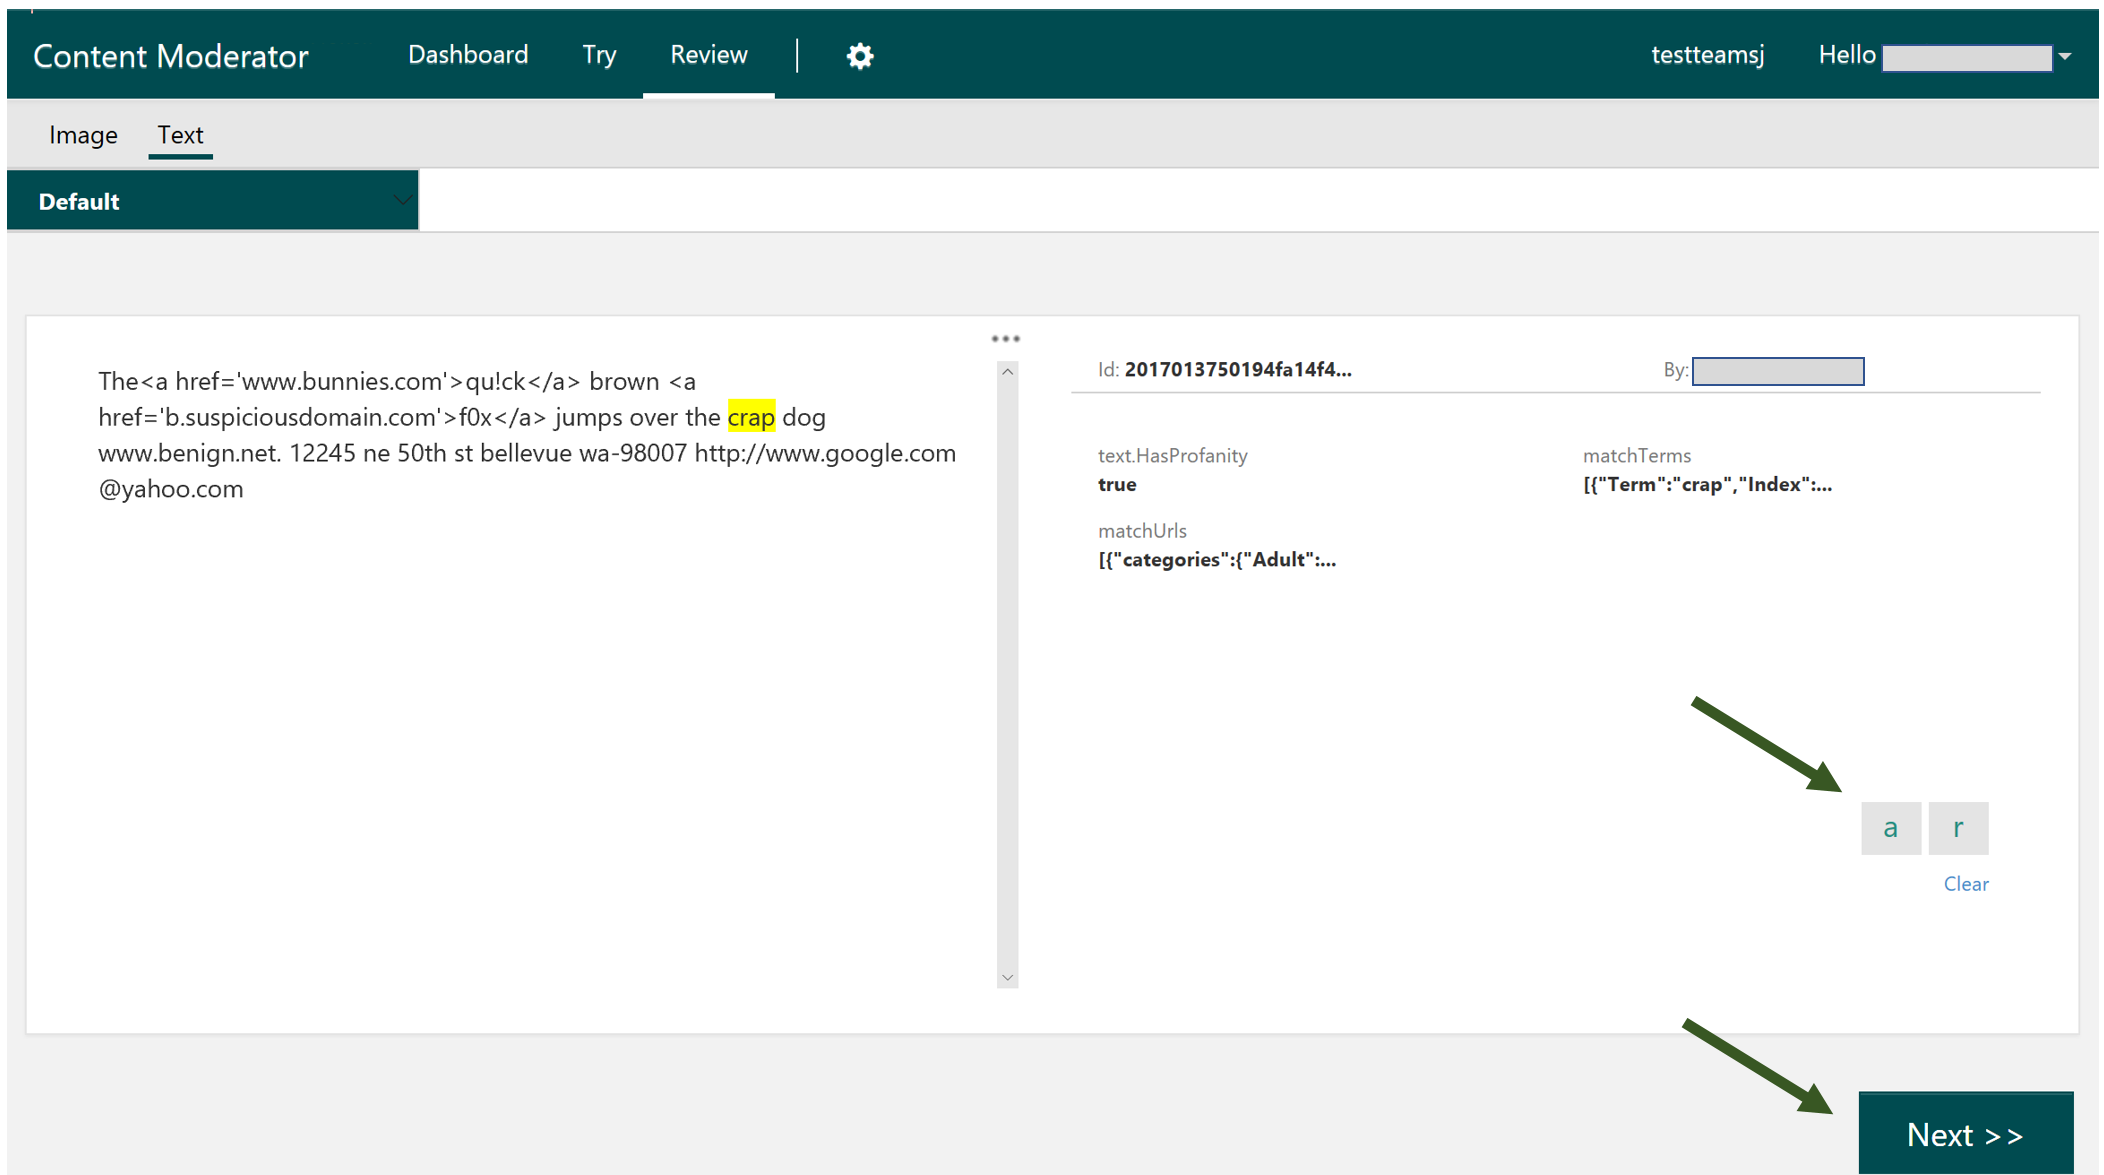 Content Moderator Dashboard Try Review testteamsj Hello
Image Text
Default
The<a href='www.bunnies.com'>qu!ck</a> brown <a
href='b.suspiciousdomain.com'>f0x</a> jumps over the crap dog
www.benign.net. 12245 ne 50th st bellevue wa-98007 http://www.google.com
@yahoo.com
Id: 2017013750194fa14f4... By:
text.HasProfanity matchTerms
true [{"Term":"crap","Index":...
matchUrls
[{"categories":{"Adult":...
a r
Clear
Next >>